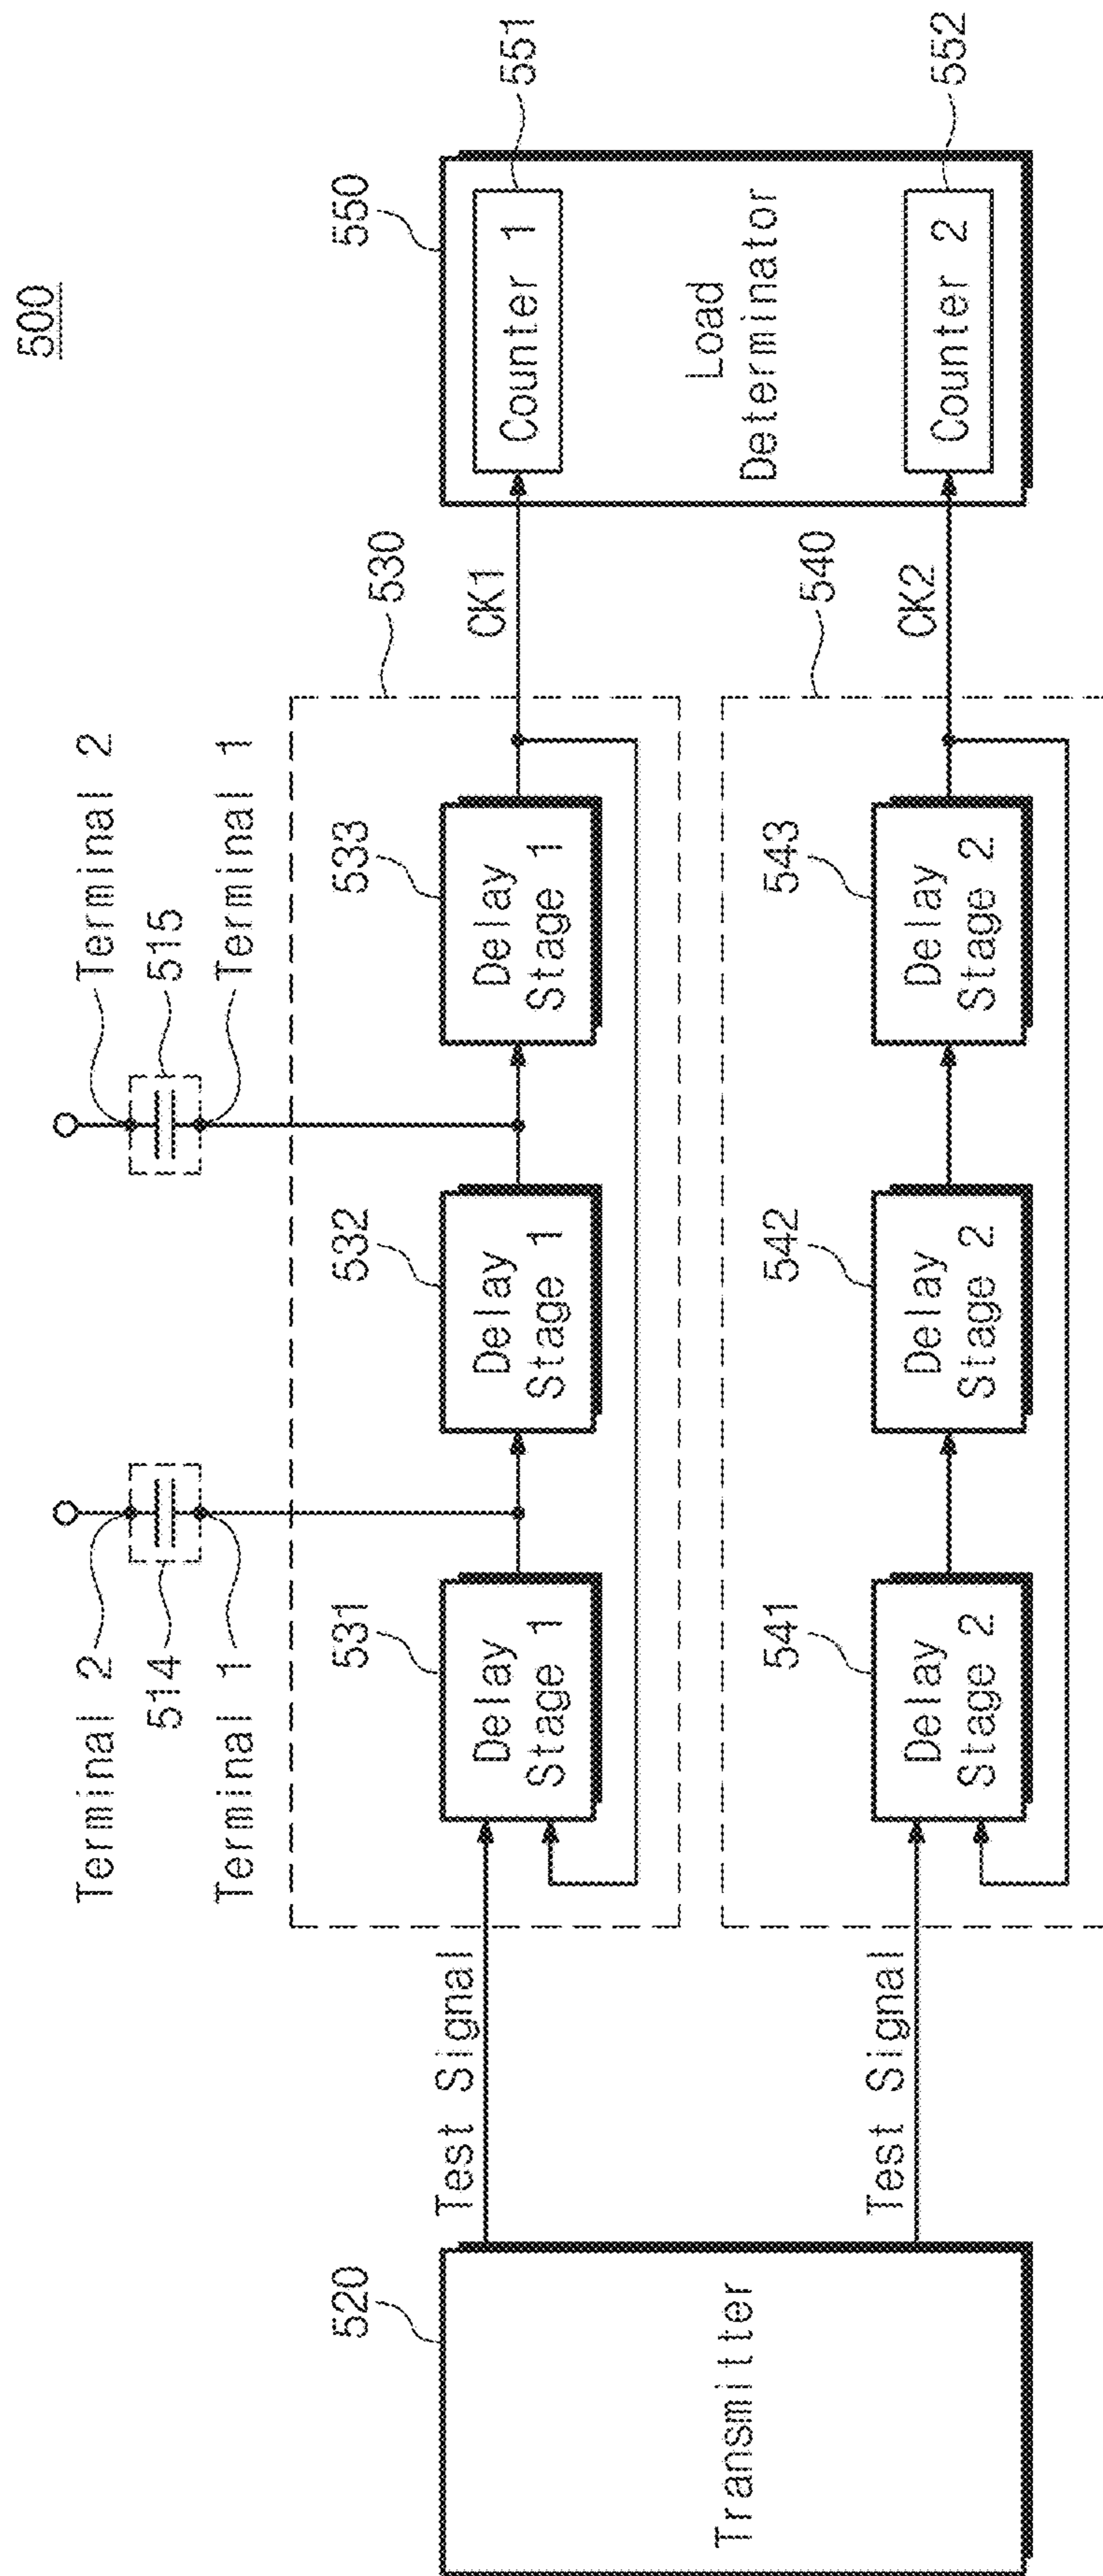 500
Terminal 2
514
Terminal 1
Terminal 2
515
Terminal 1
520
Transmitter
Test Signal
Test Signal
530
531
Delay
Stage 1
532
Delay
Stage 1
533
Delay
Stage 1
CK1
540
541
Delay
Stage 2
542
Delay
Stage 2
543
Delay
Stage 2
CK2
550
Counter 1
551
Load
Determinator
Counter 2
552